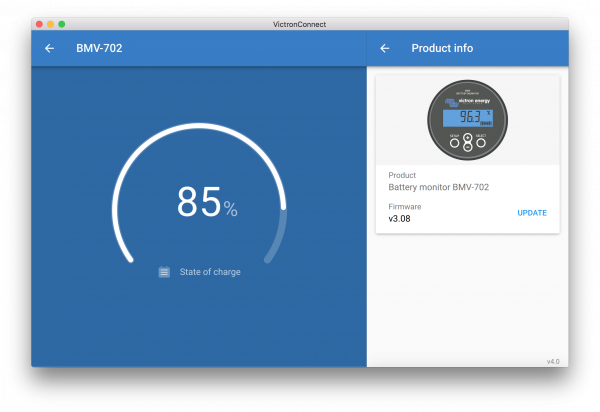 VictronConnect
BMV-702
Product info
victron energy
96.3
%
SETUP
SELECT
+
−
85%
State of charge
Product
Battery monitor BMV-702
Firmware
v3.08
UPDATE
v4.0